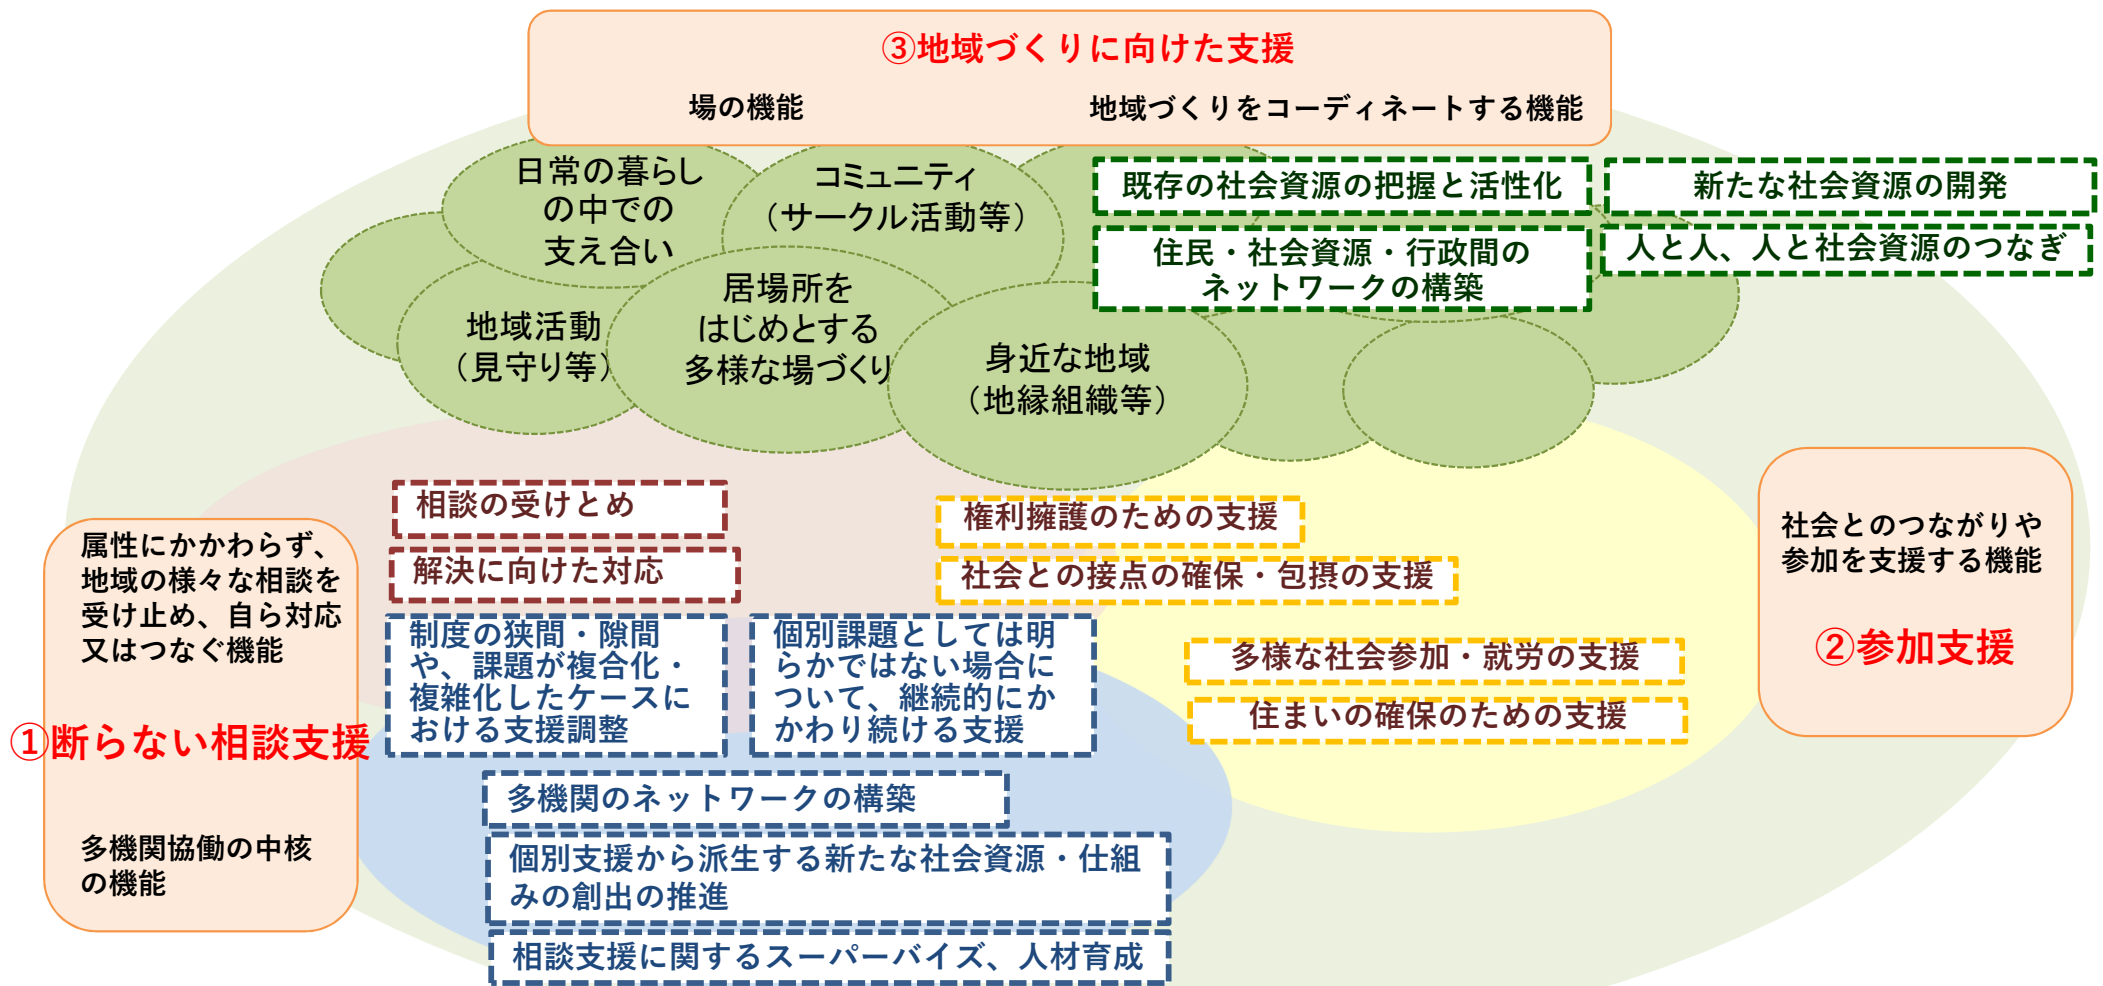 ③地域づくりに向けた支援
場の機能
地域づくりをコーディネートする機能
日常の暮らし
の中での
支え合い
コミュニティ
（サークル活動等）
既存の社会資源の把握と活性化
新たな社会資源の開発
住民・社会資源・行政間の
ネットワークの構築
人と人、人と社会資源のつなぎ
地域活動
（見守り等）
居場所を
はじめとする
多様な場づくり
身近な地域
（地縁組織等）
相談の受けとめ
解決に向けた対応
権利擁護のための支援
社会との接点の確保・包摂の支援
社会とのつながりや
参加を支援する機能
②参加支援
属性にかかわらず、
地域の様々な相談を
受け止め、自ら対応
又はつなぐ機能
①断らない相談支援
多機関協働の中核
の機能
制度の狭間・隙間
や、課題が複合化・
複雑化したケースに
おける支援調整
個別課題としては明
らかではない場合に
ついて、継続的にか
かわり続ける支援
多様な社会参加・就労の支援
住まいの確保のための支援
多機関のネットワークの構築
個別支援から派生する新たな社会資源・仕組
みの創出の推進
相談支援に関するスーパーバイズ、人材育成